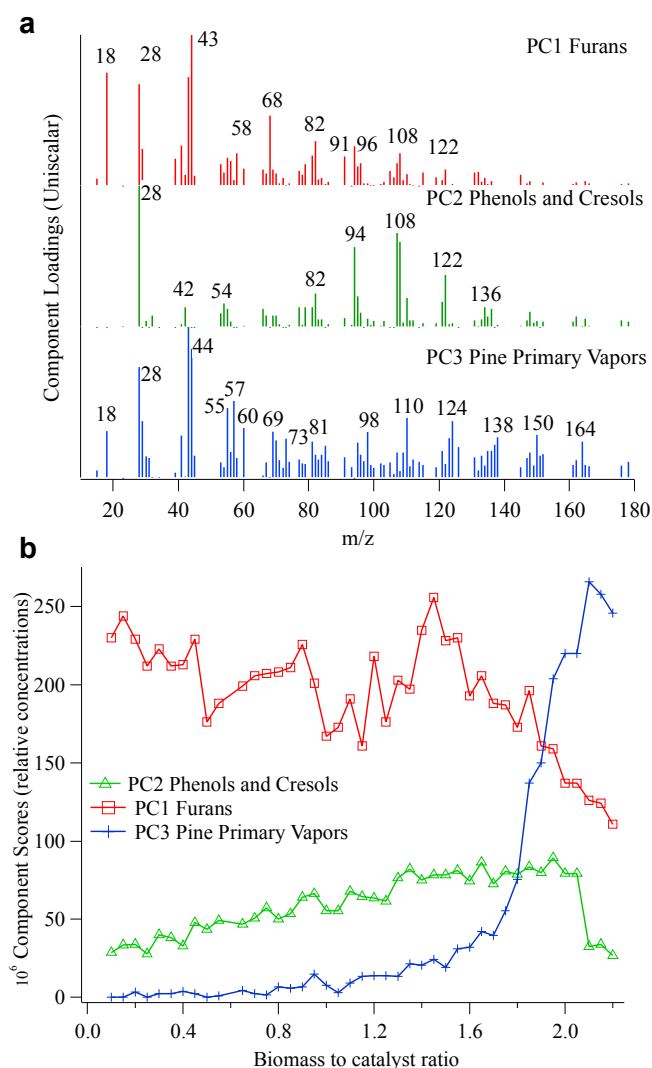 a
PC1 Furans
18
28
43
58
68
82
91
96
108
122
PC2 Phenols and Cresols
28
42
54
82
94
108
122
136
PC3 Pine Primary Vapors
18
28
44
55
57
60
69
73
81
98
110
124
138
150
164
Component Loadings (Uniscalar)
20 40 60 80 100 120 140 160 180
m/z
b
250
200
150
100
50
0
10⁶ Component Scores (relative concentrations)
PC2 Phenols and Cresols
PC1 Furans
PC3 Pine Primary Vapors
0.0 0.4 0.8 1.2 1.6 2.0
Biomass to catalyst ratio